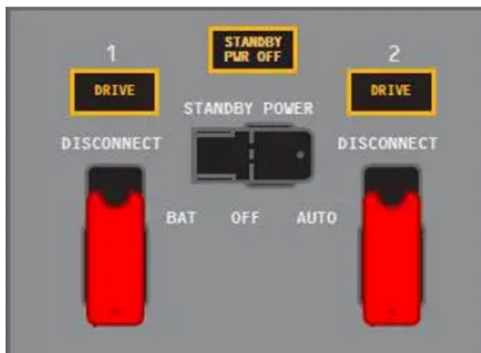 STANDBY
PWR OFF
1
2
DRIVE
DRIVE
STANDBY POWER
DISCONNECT
DISCONNECT
BAT OFF AUTO